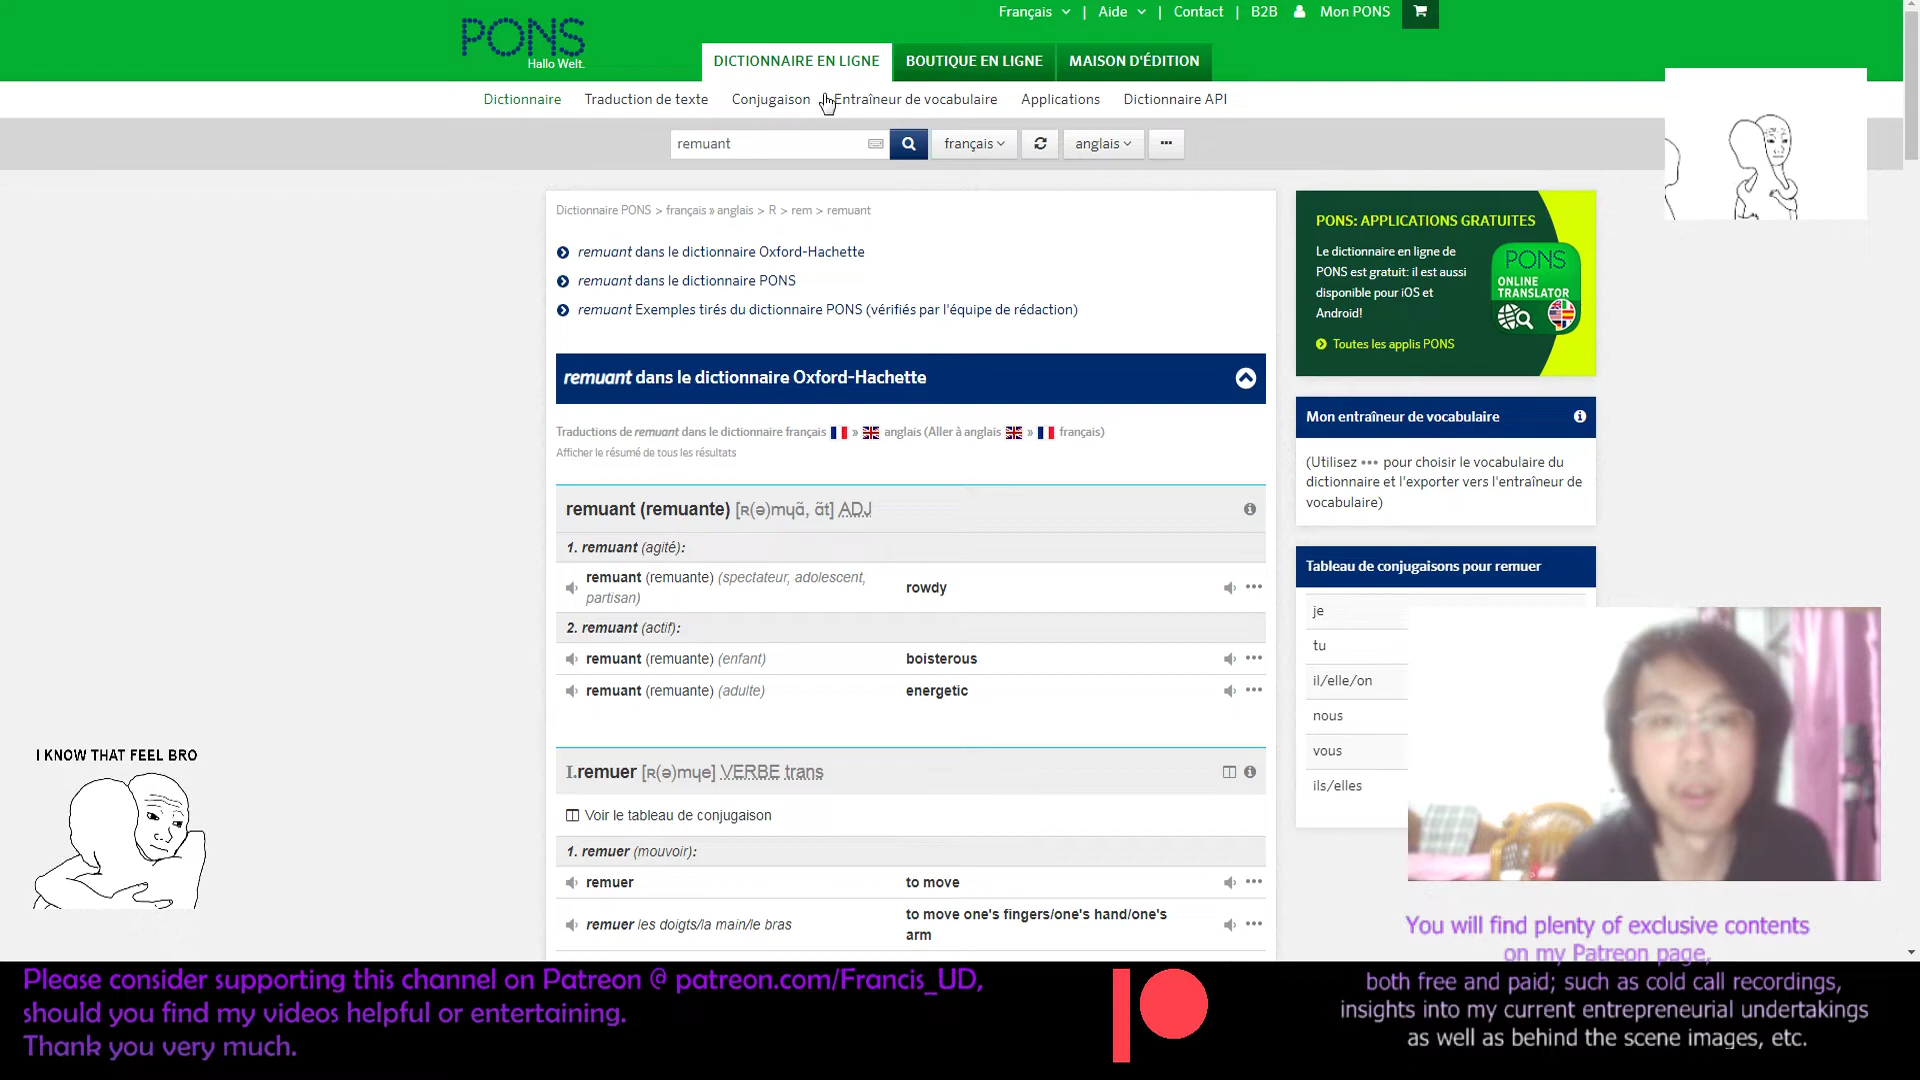 PONS
Hallo Welt.
Français | Aide | Contact | B2B Mon PONS
DICTIONNAIRE EN LIGNE BOUTIQUE EN LIGNE MAISON D'ÉDITION
Dictionnaire Traduction de texte Conjugaison Entraîneur de vocabulaire Applications Dictionnaire API
remuant français anglais ...
Dictionnaire PONS > français » anglais > R > rem > remuant
remuant dans le dictionnaire Oxford-Hachette
remuant dans le dictionnaire PONS
remuant Exemples tirés du dictionnaire PONS (vérifiés par l'équipe de rédaction)
remuant dans le dictionnaire Oxford-Hachette
Traductions de remuant dans le dictionnaire français » anglais (Aller à anglais » français)
Afficher le résumé de tous les résultats
remuant (remuante) [ʀ(ə)mɥɑ̃, ɑ̃t] ADJ
1. remuant (agité):
remuant (remuante) (spectateur, adolescent,
partisan)
rowdy
2. remuant (actif):
remuant (remuante) (enfant) boisterous
remuant (remuante) (adulte) energetic
I.remuer [ʀ(ə)mɥe] VERBE trans
Voir le tableau de conjugaison
1. remuer (mouvoir):
remuer to move
remuer les doigts/la main/le bras
to move one's fingers/one's hand/one's
arm
PONS: APPLICATIONS GRATUITES
Le dictionnaire en ligne de
PONS est gratuit: il est aussi
disponible pour iOS et
Android!
Toutes les applis PONS
PONS
ONLINE
TRANSLATOR
Mon entraîneur de vocabulaire
(Utilisez ••• pour choisir le vocabulaire du
dictionnaire et l'exporter vers l'entraîneur de
vocabulaire)
Tableau de conjugaisons pour remuer
je
tu
il/elle/on
nous
vous
ils/elles
I KNOW THAT FEEL BRO
Please consider supporting this channel on Patreon @ patreon.com/Francis_UD,
should you find my videos helpful or entertaining.
Thank you very much.
You will find plenty of exclusive contents
on my Patreon page,
both free and paid; such as cold call recordings,
insights into my current entrepreneurial undertakings
as well as behind the scene images, etc.